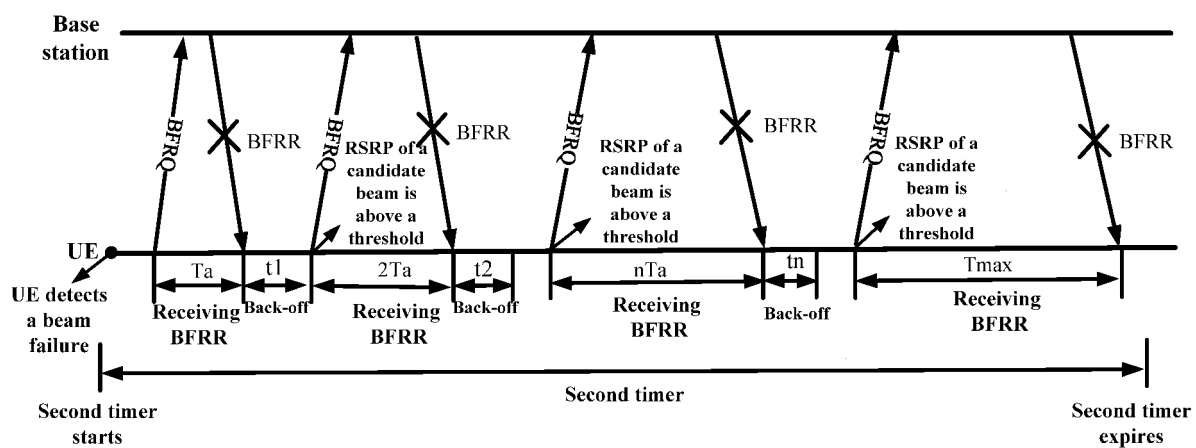 Base
station
BFRQ
BFRR
BFRQ
BFRR
BFRQ
BFRR
BFRQ
BFRR
RSRP of a
candidate
beam is
above a
threshold
RSRP of a
candidate
beam is
above a
threshold
RSRP of a
candidate
beam is
above a
threshold
UE
UE detects
a beam
failure
Ta
t1
2Ta
t2
nTa
tn
Tmax
Receiving
BFRR
Back-off
Receiving
BFRR
Back-off
Receiving
BFRR
Back-off
Receiving
BFRR
Second timer
Second timer
starts
Second timer
expires